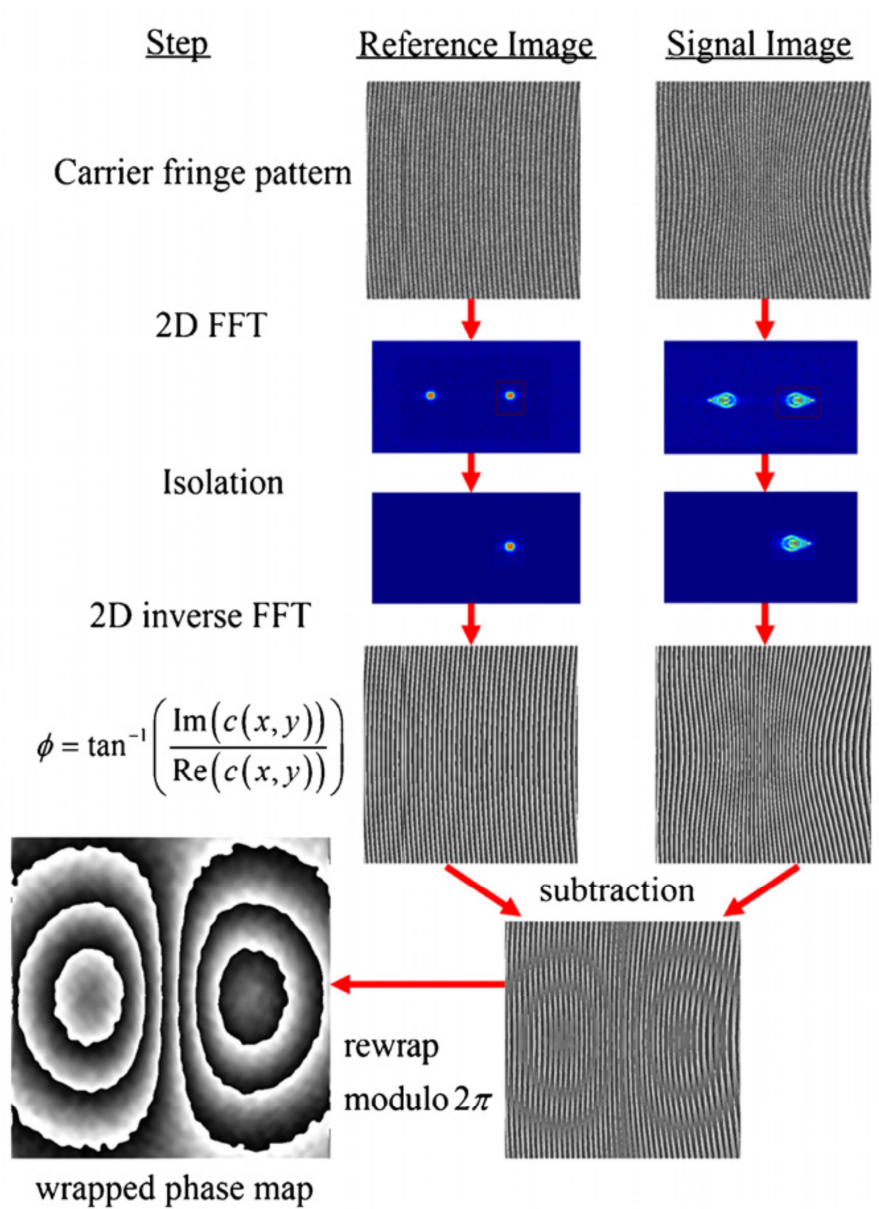 Step Reference Image Signal Image
Carrier fringe pattern
2D FFT
Isolation
2D inverse FFT
ϕ = tan⁻¹(Im(c(x, y))/Re(c(x, y)))
subtraction
rewrap
modulo 2π
wrapped phase map